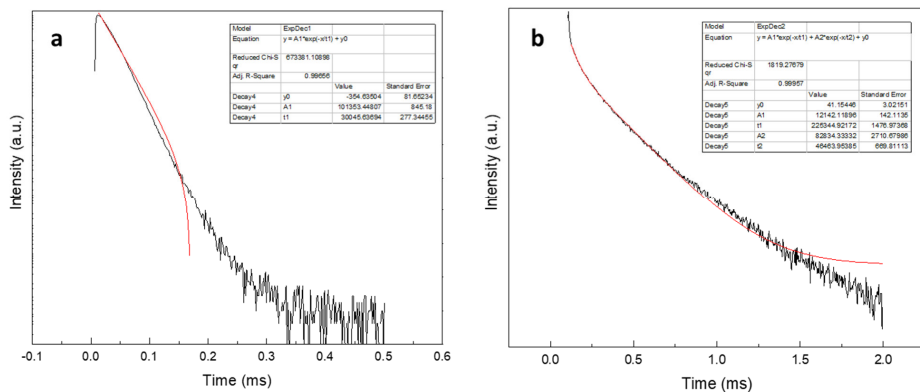 a
Model ExpDec1
Equation y = A1*exp(-x/t1) + y0
Reduced Chi-S
qr 673381.10898
Adj. R-Square 0.99656
Value Standard Error
Decay4 y0 -354.63604 81.65234
Decay4 A1 101353.44807 845.18
Decay4 t1 30045.63694 277.34455
Intensity (a.u.)
-0.1 0.0 0.1 0.2 0.3 0.4 0.5 0.6
Time (ms)
b
Model ExpDec2
Equation y = A1*exp(-x/t1) + A2*exp(-x/t2) + y0
Reduced Chi-S
qr 1819.27679
Adj. R-Square 0.99957
Value Standard Error
Decay5 y0 41.15446 3.02151
Decay5 A1 12142.11896 142.1135
Decay5 t1 225344.92172 1476.97368
Decay5 A2 82834.33332 2710.67986
Decay5 t2 46463.95385 669.81113
Intensity (a.u.)
0.0 0.5 1.0 1.5 2.0
Time (ms)